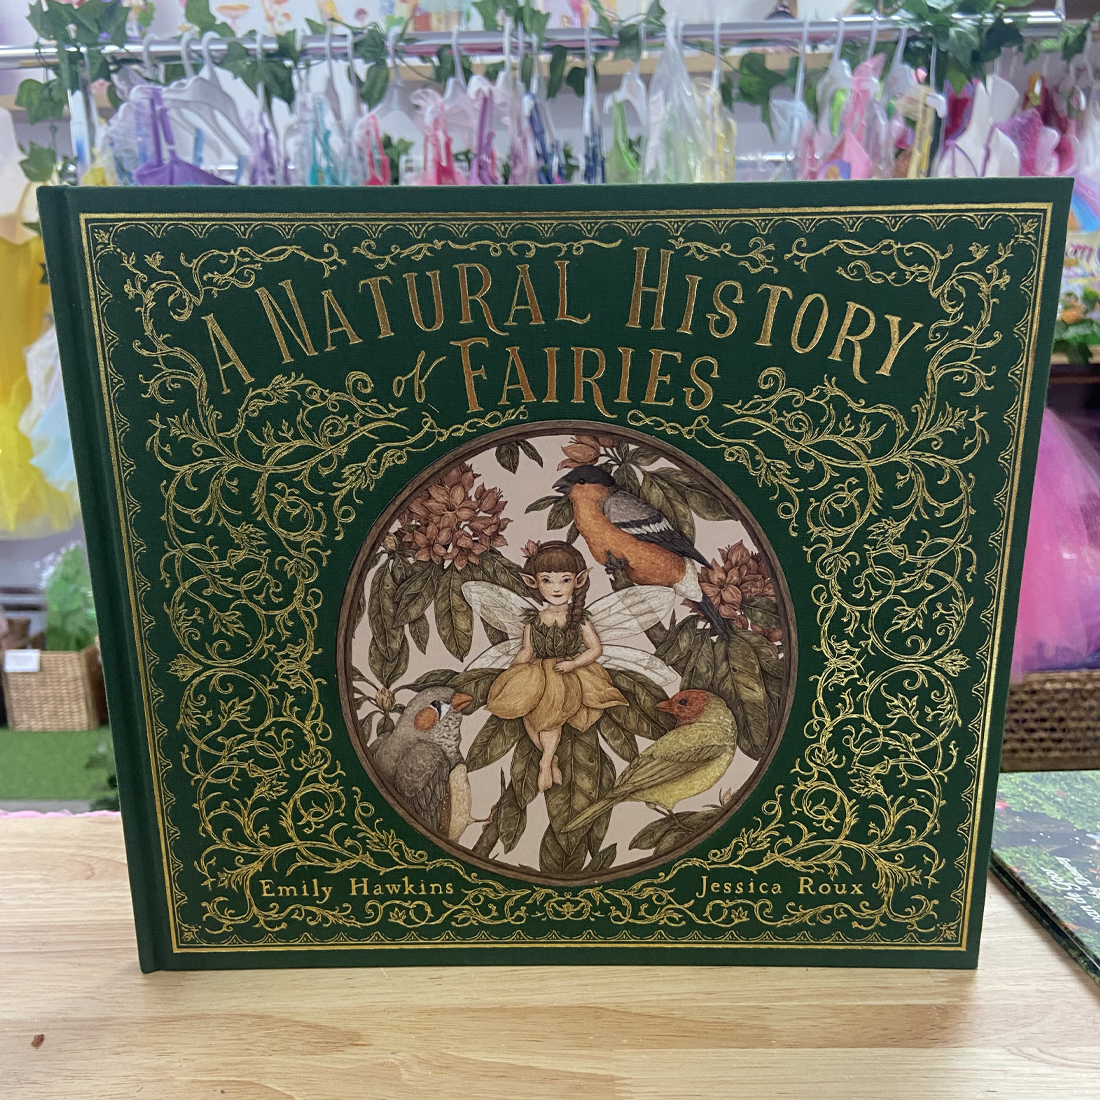 A NATURAL HISTORY
of FAIRIES
Emily Hawkins
Jessica Roux